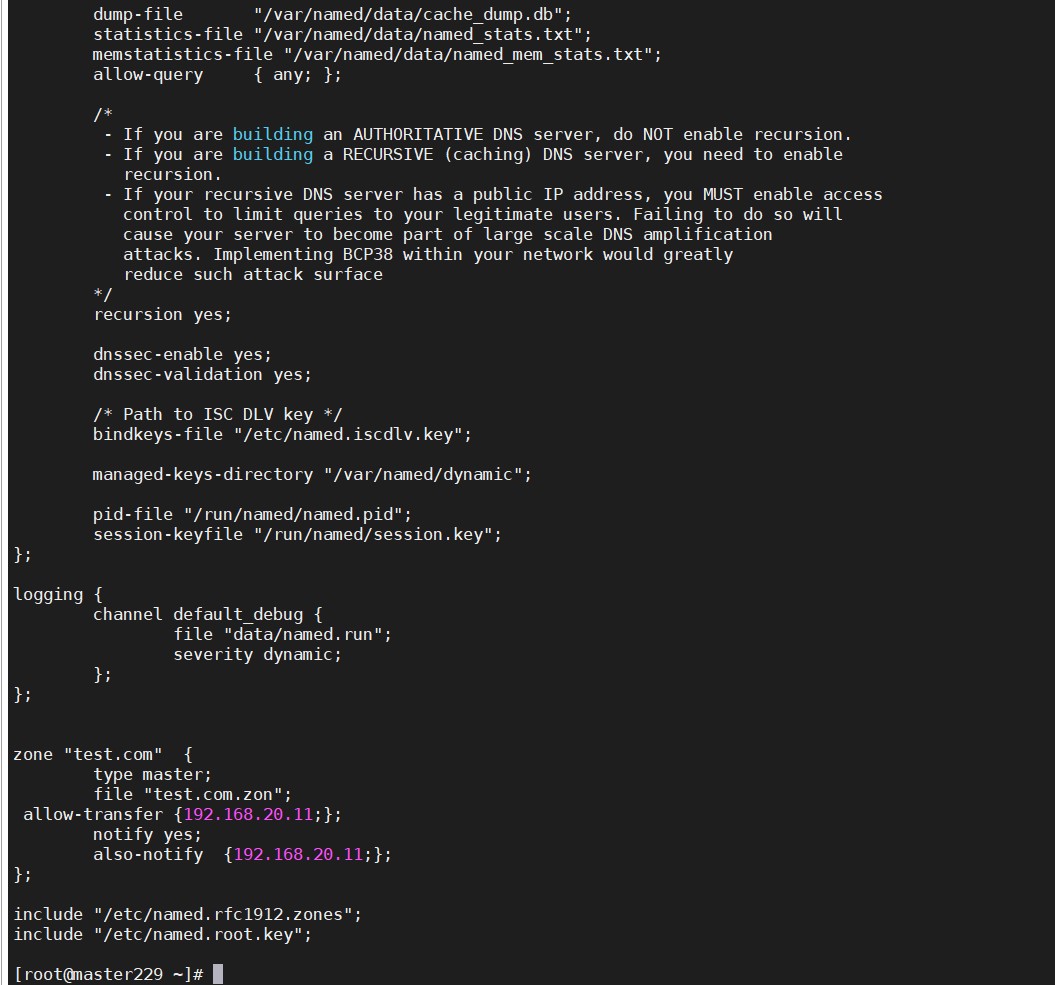 dump-file       "/var/named/data/cache_dump.db";
statistics-file "/var/named/data/named_stats.txt";
memstatistics-file "/var/named/data/named_mem_stats.txt";
allow-query     { any; };
/*
- If you are building an AUTHORITATIVE DNS server, do NOT enable recursion.
- If you are building a RECURSIVE (caching) DNS server, you need to enable
recursion.
- If your recursive DNS server has a public IP address, you MUST enable access
control to limit queries to your legitimate users. Failing to do so will
cause your server to become part of large scale DNS amplification
attacks. Implementing BCP38 within your network would greatly
reduce such attack surface
*/
recursion yes;
dnssec-enable yes;
dnssec-validation yes;
/* Path to ISC DLV key */
bindkeys-file "/etc/named.iscdlv.key";
managed-keys-directory "/var/named/dynamic";
pid-file "/run/named/named.pid";
session-keyfile "/run/named/session.key";
};
logging {
channel default_debug {
file "data/named.run";
severity dynamic;
};
};
zone "test.com"  {
type master;
file "test.com.zon";
allow-transfer {192.168.20.11;};
notify yes;
also-notify  {192.168.20.11;};
};
include "/etc/named.rfc1912.zones";
include "/etc/named.root.key";
[root@master229 ~]#